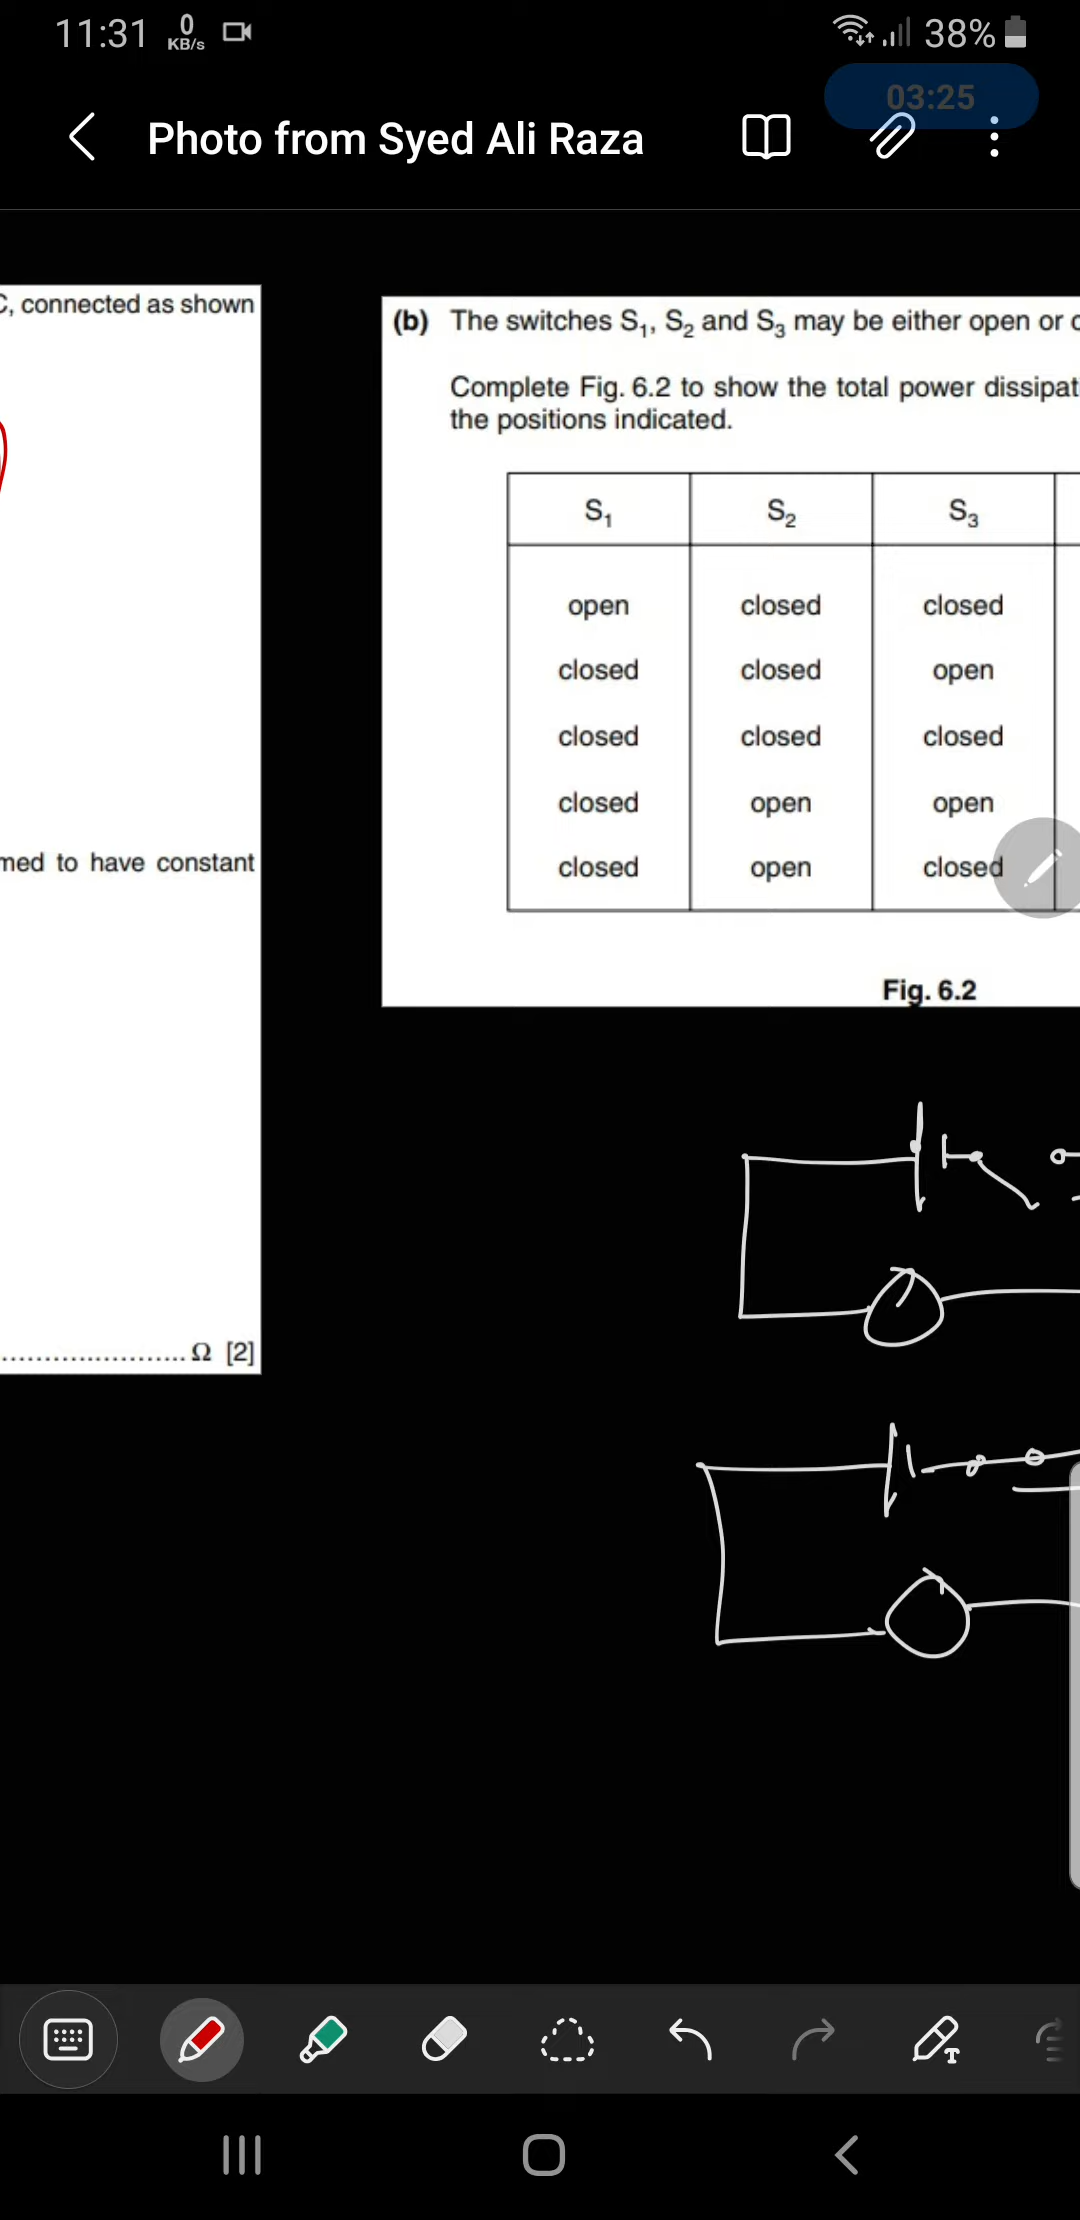 11:31 0 KB/s 38%
03:25
Photo from Syed Ali Raza
C, connected as shown
med to have constant
Ω [2]
(b) The switches S1, S2 and S3 may be either open or c
Complete Fig. 6.2 to show the total power dissipat
the positions indicated.
S1 S2 S3
open closed closed
closed closed open
closed closed closed
closed open open
closed open closed
Fig. 6.2